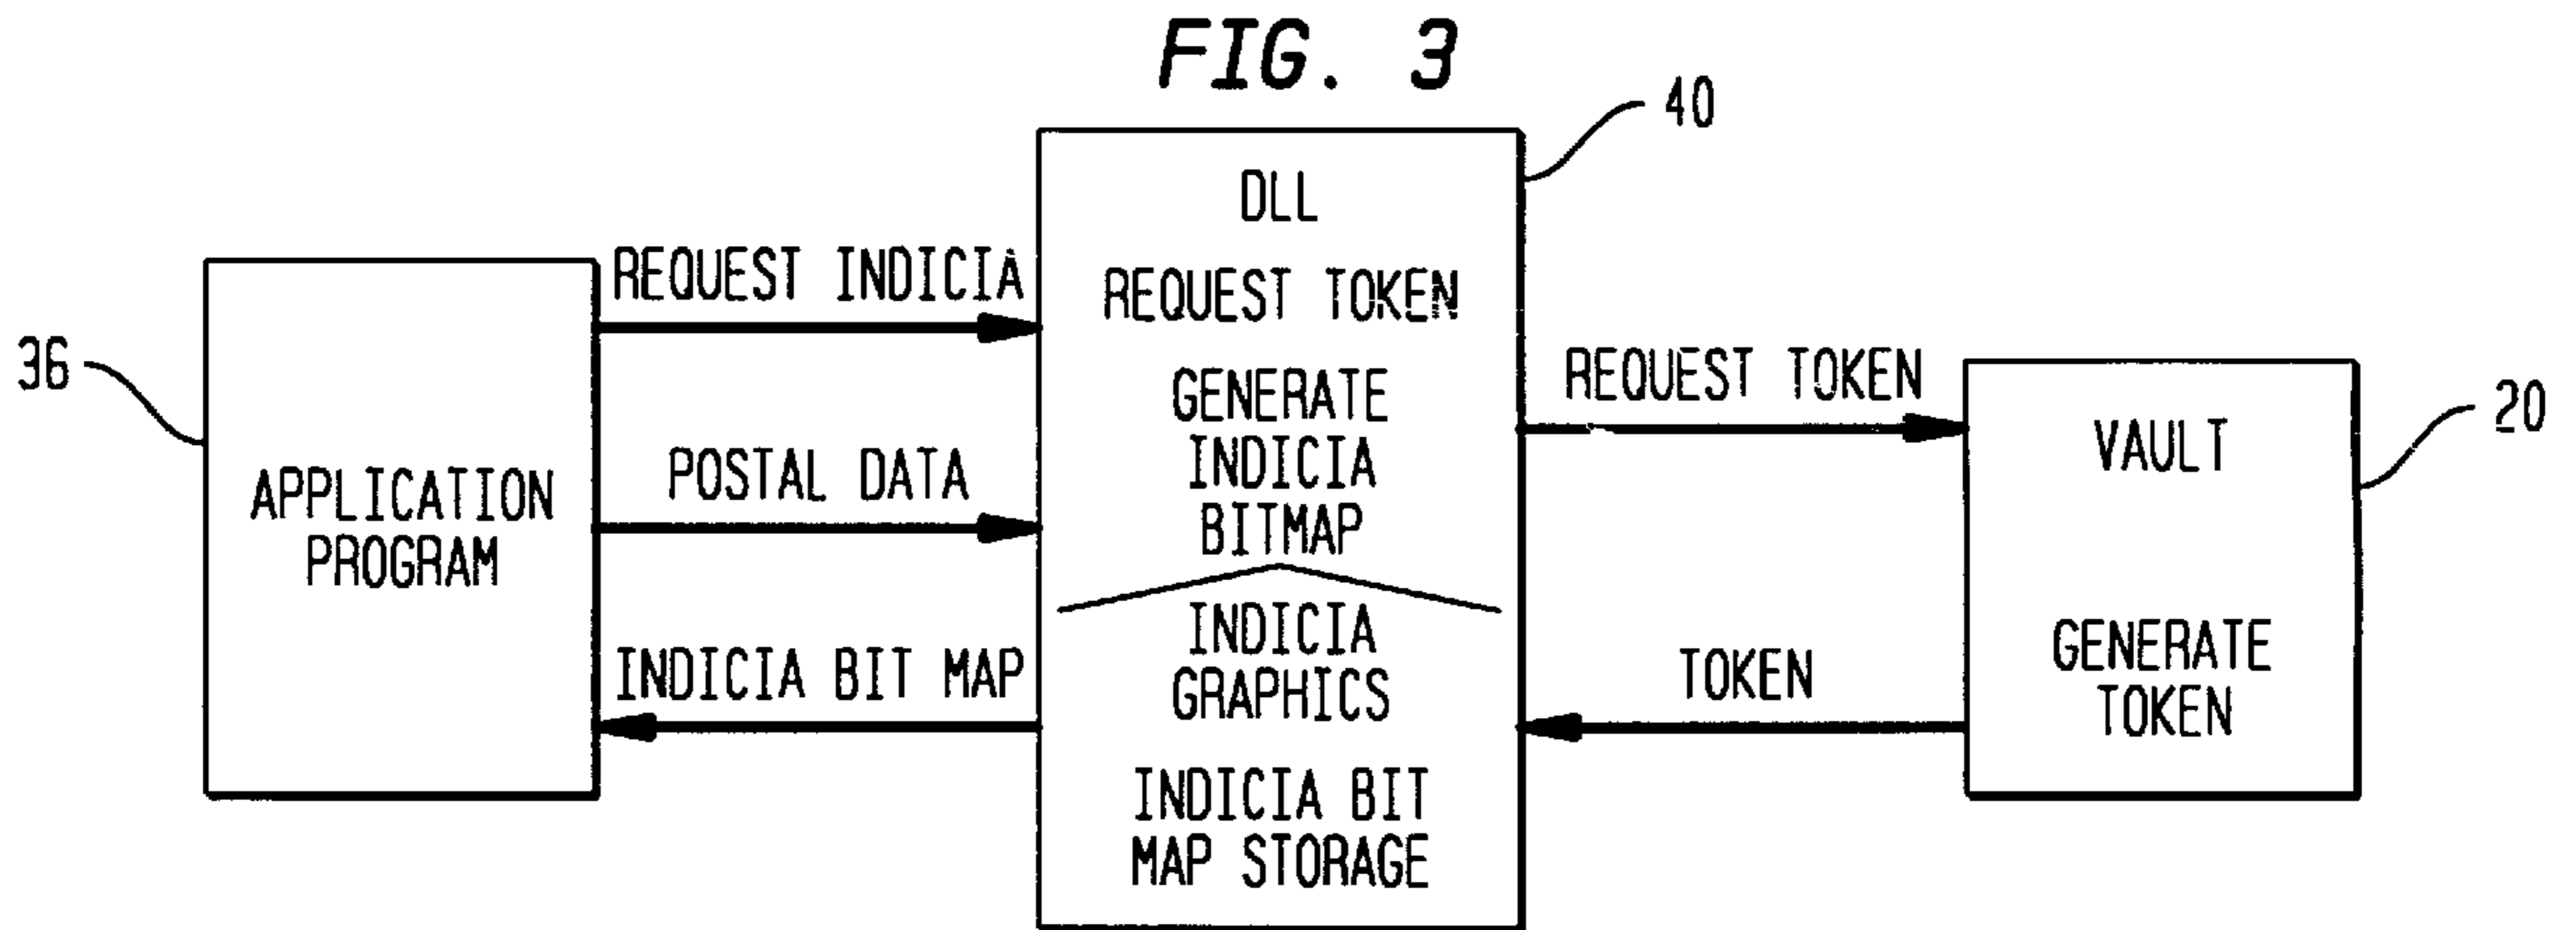 FIG. 3
40
DLL
REQUEST TOKEN
GENERATE
INDICIA
BITMAP
INDICIA
GRAPHICS
INDICIA BIT
MAP STORAGE
36
APPLICATION
PROGRAM
REQUEST INDICIA
POSTAL DATA
INDICIA BIT MAP
REQUEST TOKEN
TOKEN
20
VAULT
GENERATE
TOKEN